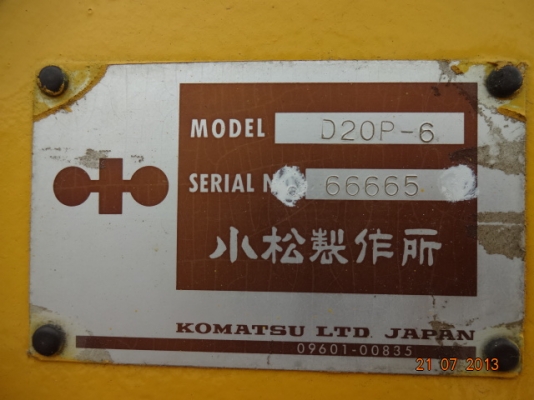 MODEL D20P-6
SERIAL 66665
小松製作所
KOMATSU LTD. JAPAN
09601-00835
21 07 2013